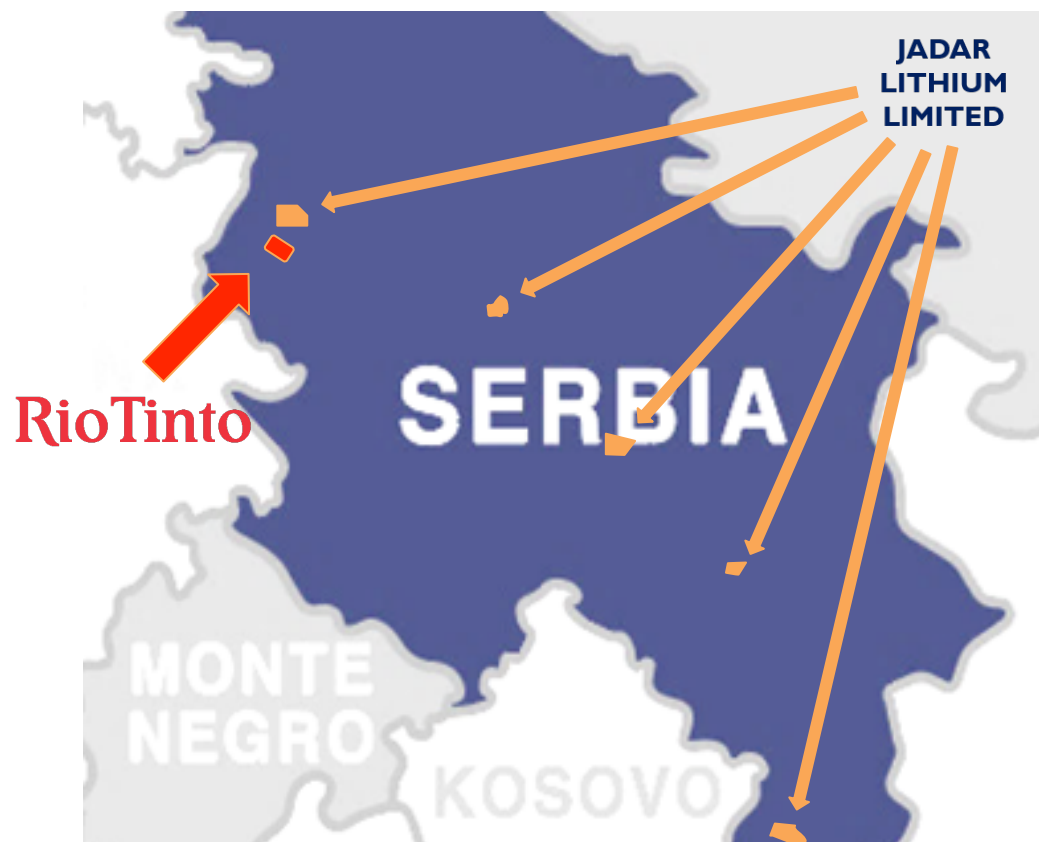 JADAR
LITHIUM
LIMITED
RioTinto
SERBIA
MONTE
NEGRO
KOSOVO